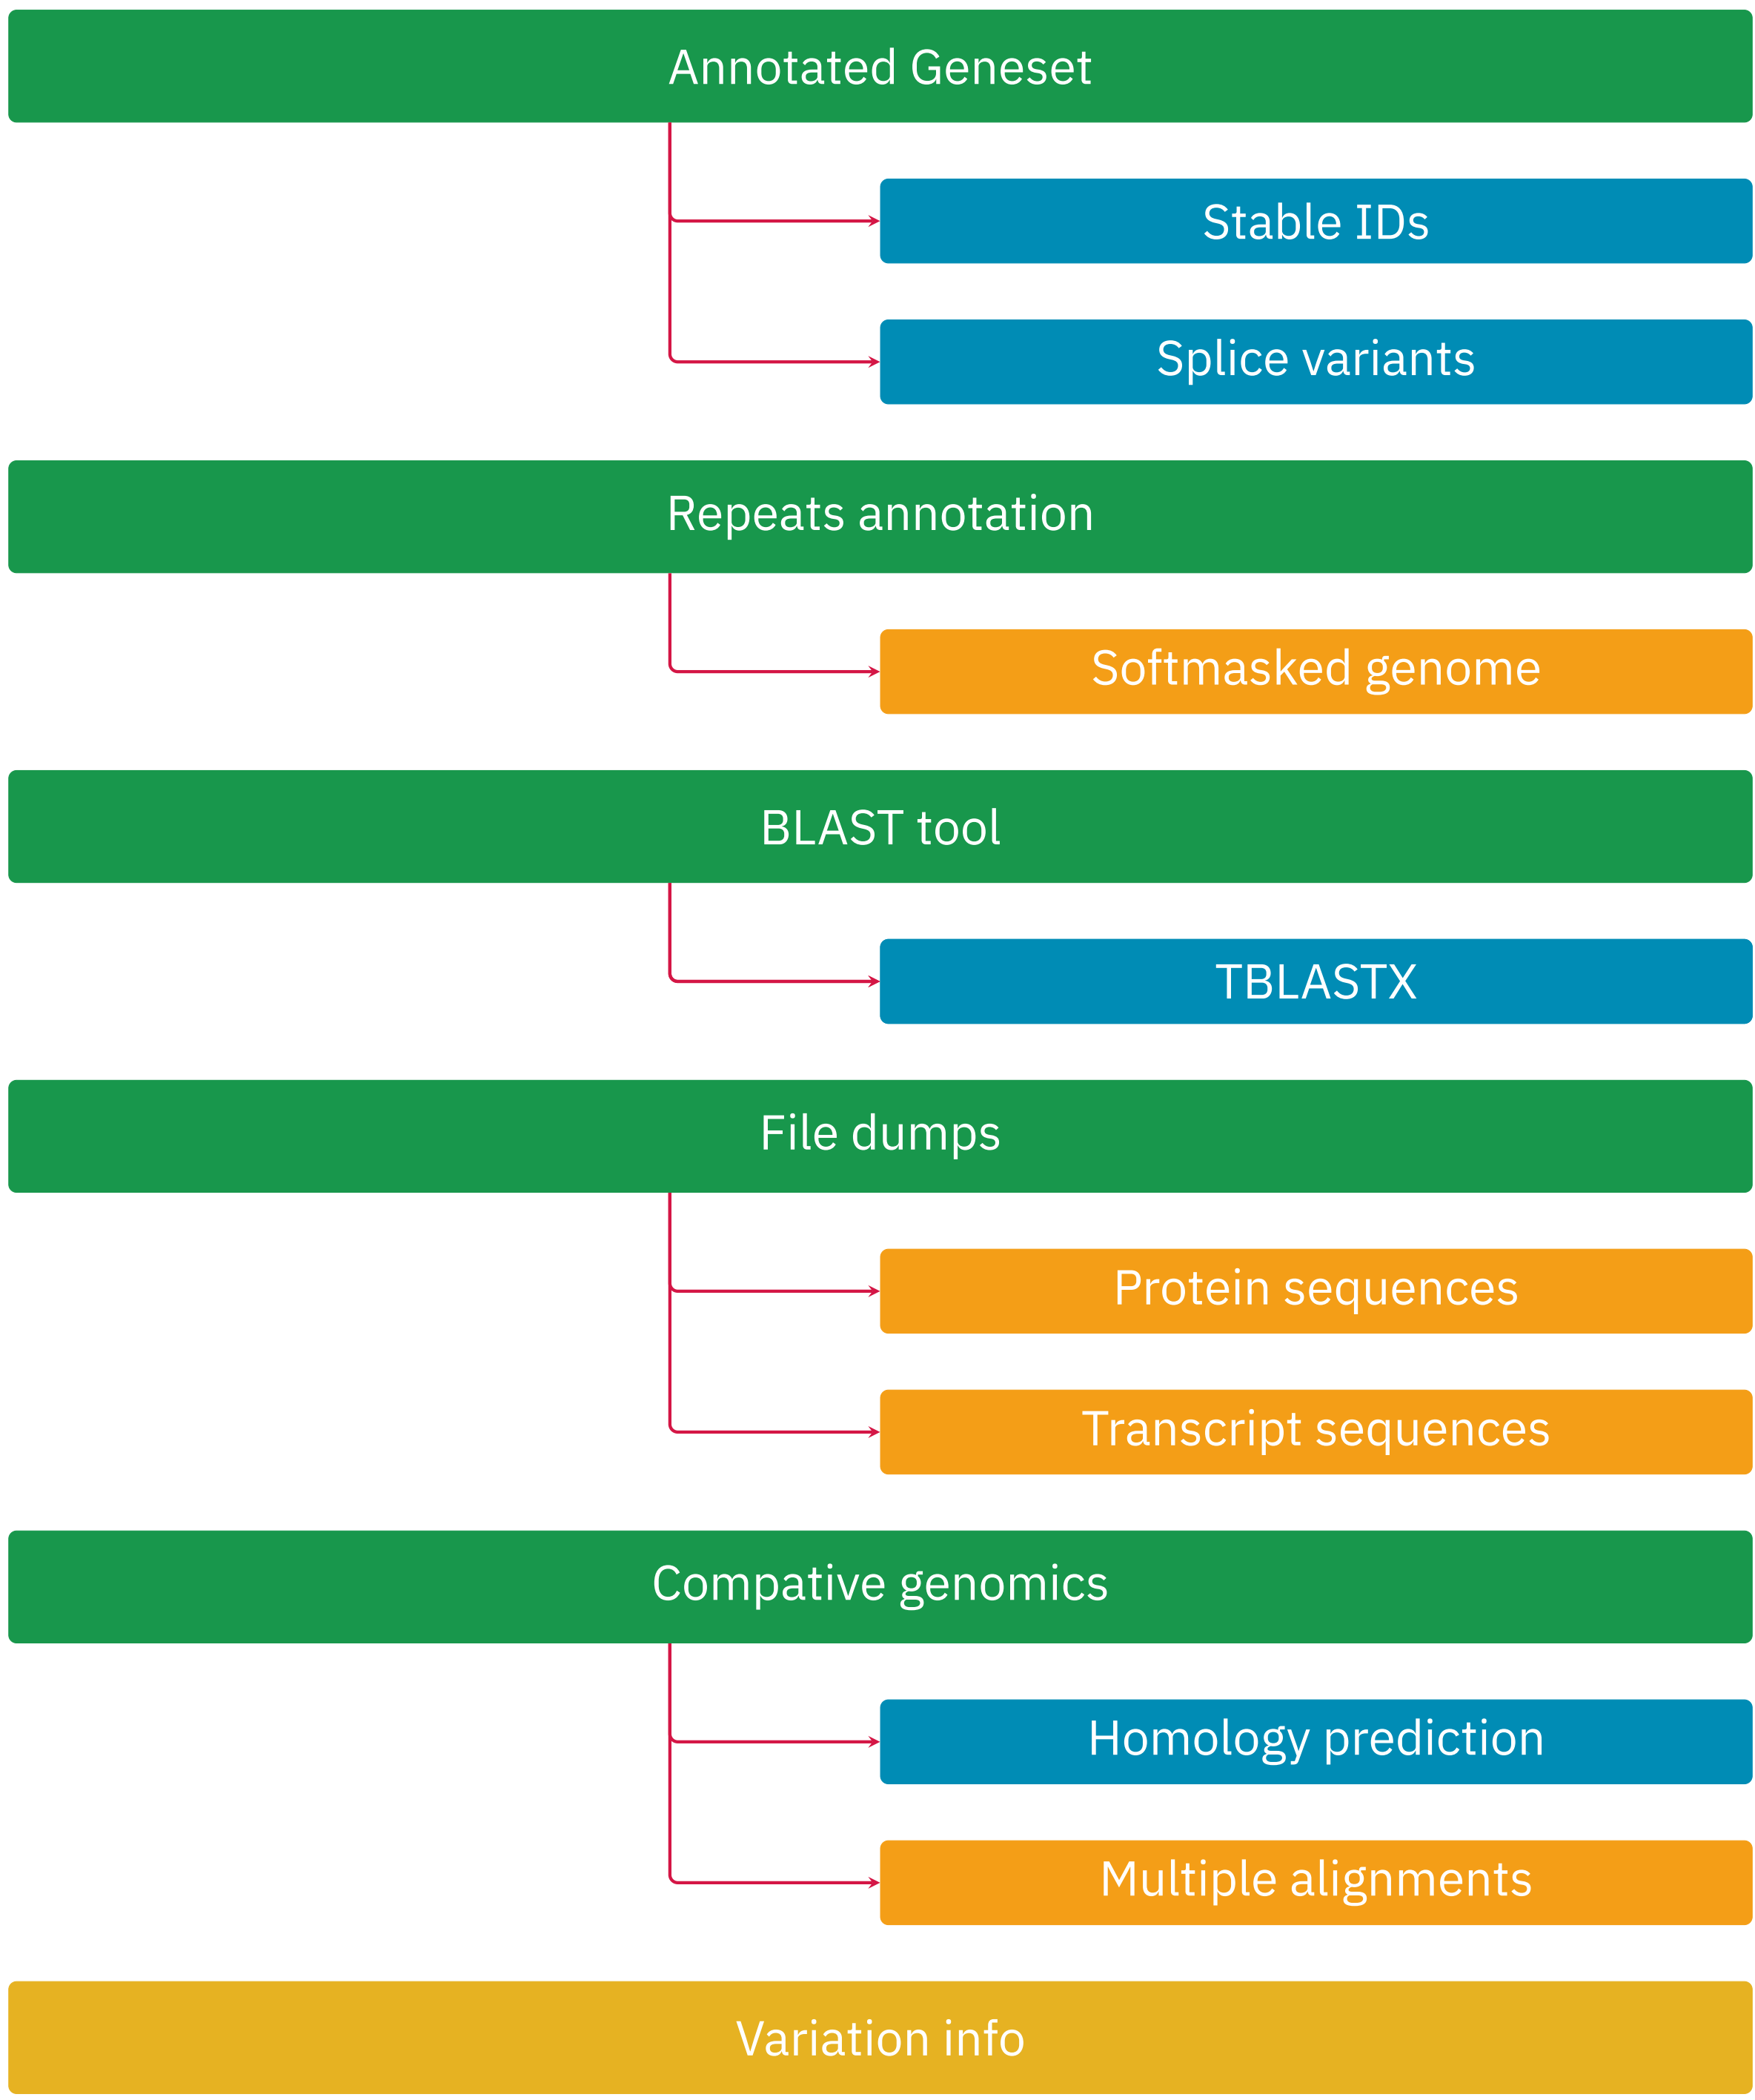 Annotated Geneset
Stable IDs
Splice variants
Repeats annotation
Softmasked genome
BLAST tool
TBLASTX
File dumps
Protein sequences
Transcript sequences
Compative genomics
Homology prediction
Multiple alignments
Variation info